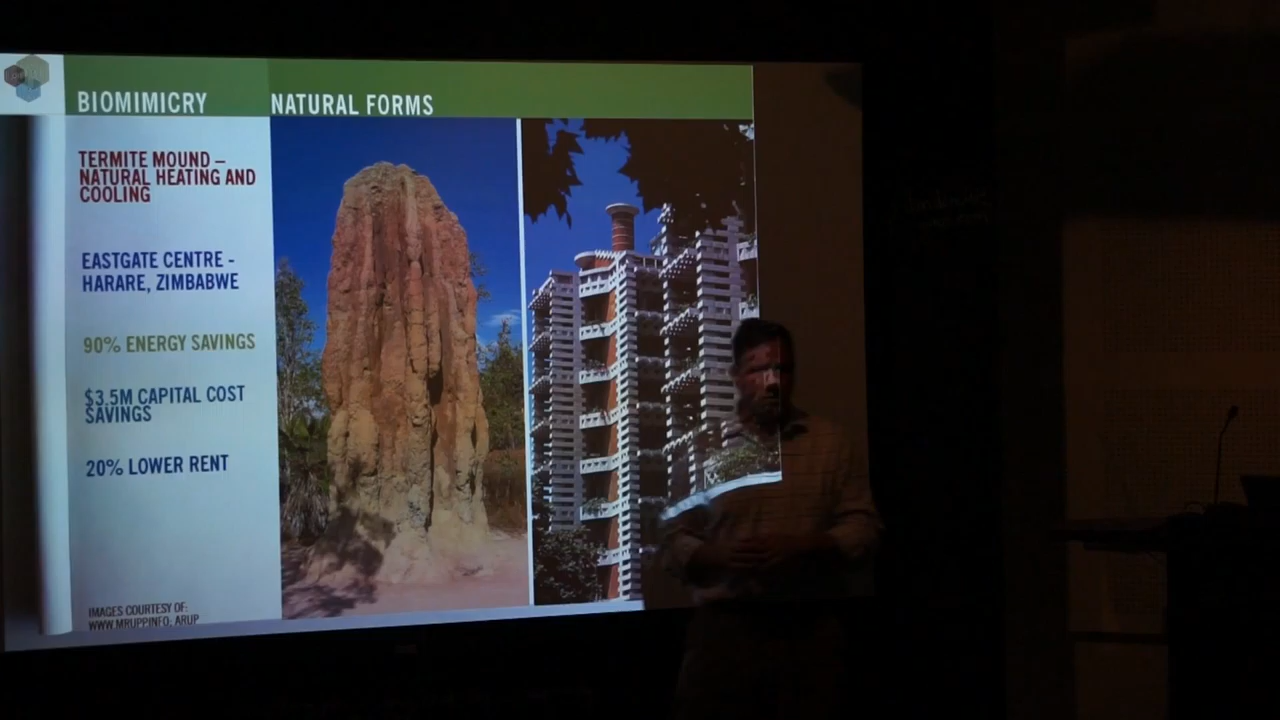 BIOMIMICRY NATURAL FORMS
TERMITE MOUND –
NATURAL HEATING AND
COOLING
EASTGATE CENTRE -
HARARE, ZIMBABWE
90% ENERGY SAVINGS
$3.5M CAPITAL COST
SAVINGS
20% LOWER RENT
IMAGES COURTESY OF:
WWW.MRUPPINFO, ARUP